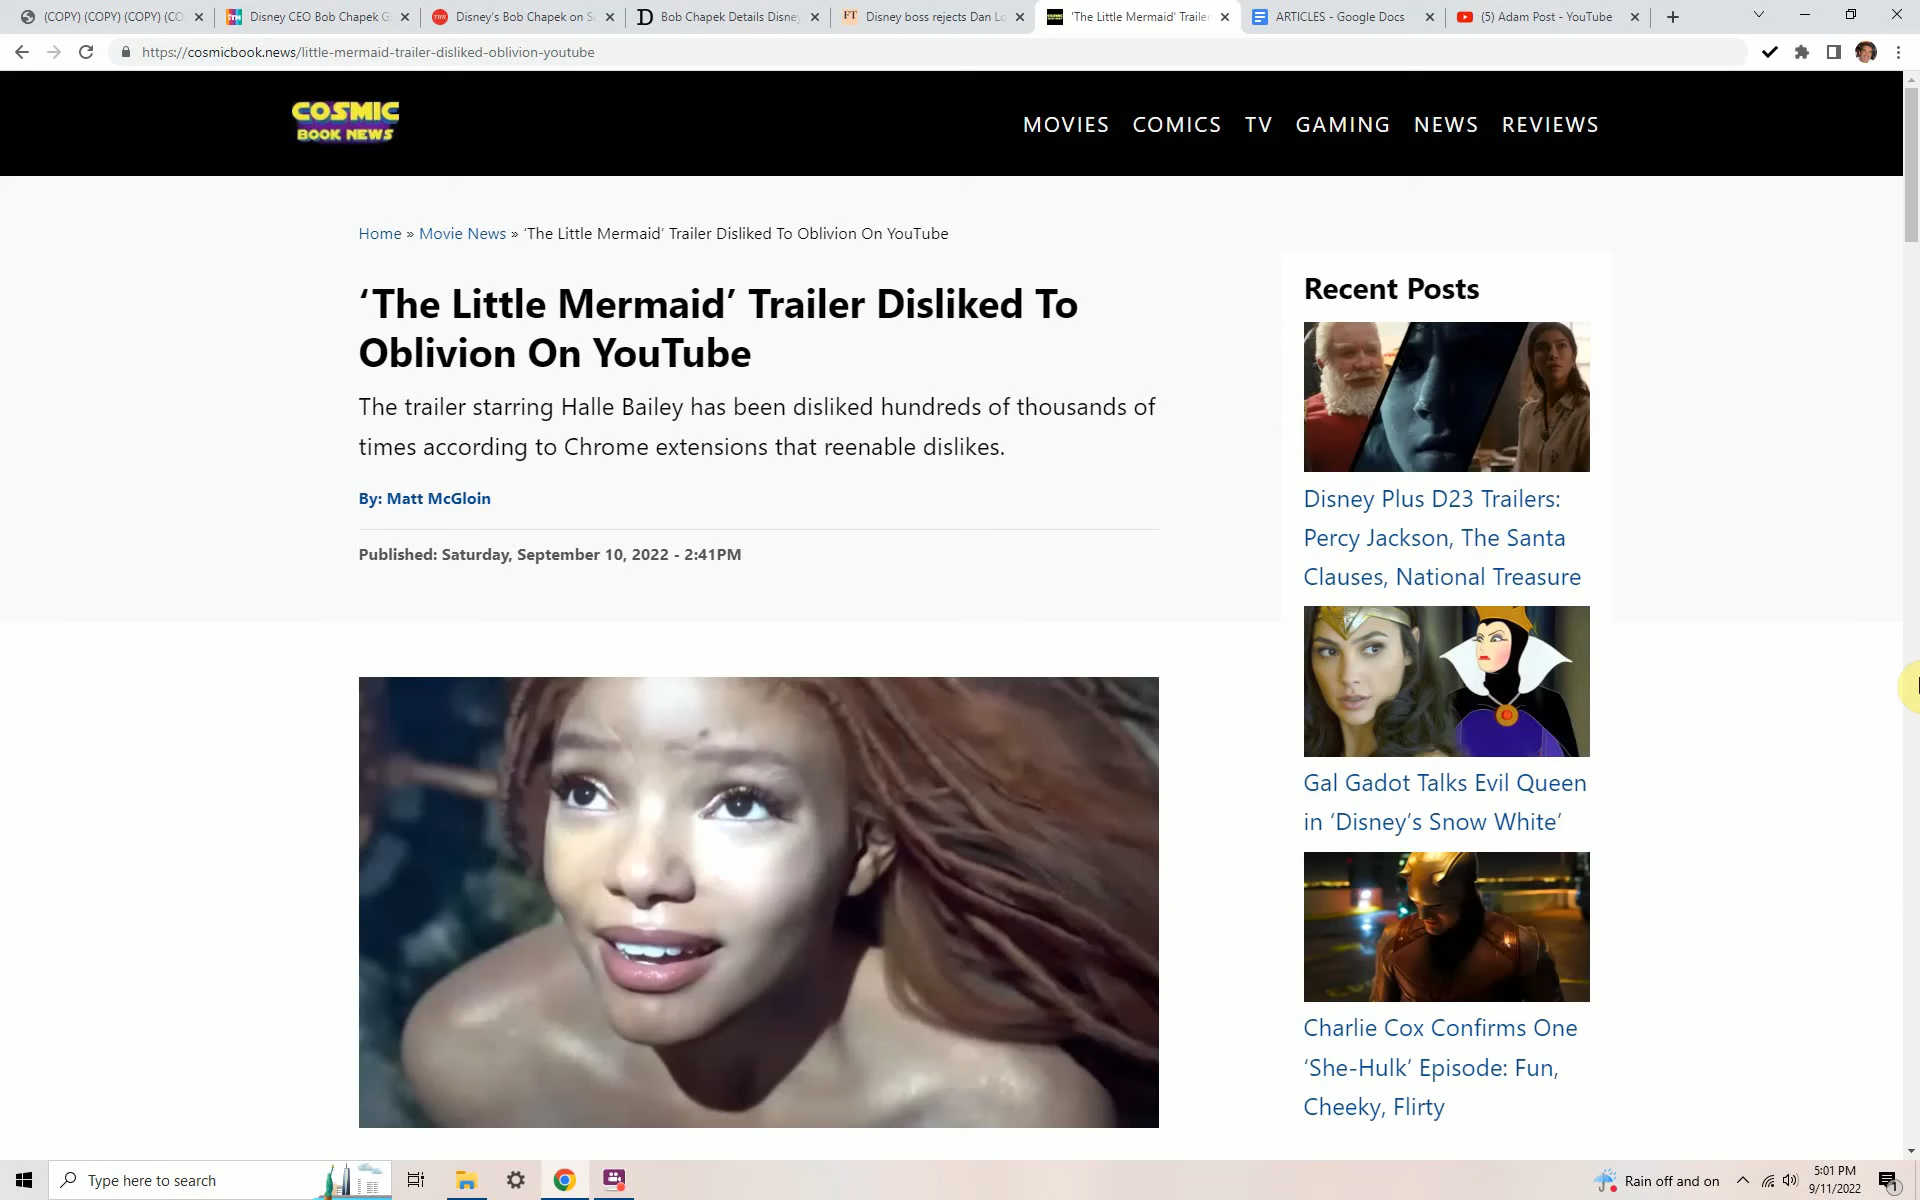 (COPY) (COPY) (COPY) (CO
Disney CEO Bob Chapek G
Disney's Bob Chapek on S
Bob Chapek Details Disney
Disney boss rejects Dan Lo
'The Little Mermaid' Trailer
ARTICLES - Google Docs
(5) Adam Post - YouTube
https://cosmicbook.news/little-mermaid-trailer-disliked-oblivion-youtube
COSMIC
BOOK NEWS
MOVIES COMICS TV GAMING NEWS REVIEWS
Home » Movie News » ‘The Little Mermaid’ Trailer Disliked To Oblivion On YouTube
‘The Little Mermaid’ Trailer Disliked To
Oblivion On YouTube
The trailer starring Halle Bailey has been disliked hundreds of thousands of
times according to Chrome extensions that reenable dislikes.
By: Matt McGloin
Published: Saturday, September 10, 2022 - 2:41PM
Recent Posts
Disney Plus D23 Trailers:
Percy Jackson, The Santa
Clauses, National Treasure
Gal Gadot Talks Evil Queen
in ‘Disney’s Snow White’
Charlie Cox Confirms One
‘She-Hulk’ Episode: Fun,
Cheeky, Flirty
Type here to search
Rain off and on
5:01 PM
9/11/2022